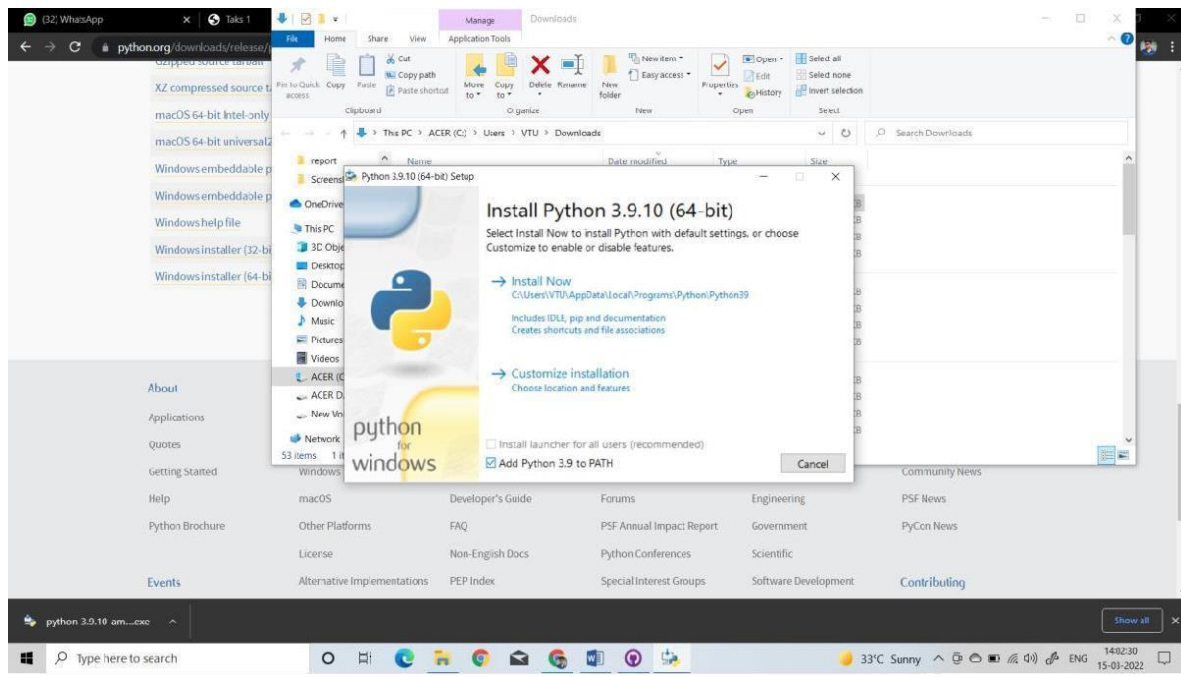 (32) WhatsApp
Taks 1
Manage
Downloads
python.org/downloads/release/
File Home Share View Application Tools
Pin to Quick access
Copy
Paste
Cut
Copy path
Paste shortcut
Move to
Copy to
Delete
Rename
New folder
New item
Easy access
Properties
Open
Edit
History
Select all
Select none
Invert selection
Clipboard
Organize
New
Open
Select
This PC > ACER (C:) > Users > VTU > Downloads
Search Downloads
Name
Date modified
Type
Size
Gzipped source tarball
XZ compressed source t
macOS 64-bit Intel-only
macOS 64-bit universal2
Windows embeddable p
Windows embeddable p
Windows help file
Windows installer (32-bi
Windows installer (64-bi
report
Screens
OneDrive
This PC
3D Obje
Desktop
Docume
Downlo
Music
Pictures
Videos
ACER (C
ACER D
New Vo
Network
53 items 1 it
Python 3.9.10 (64-bit) Setup
Install Python 3.9.10 (64-bit)
Select Install Now to install Python with default settings, or choose
Customize to enable or disable features.
Install Now
C:\Users\VTU\AppData\Local\Programs\Python\Python39
Includes IDLE, pip and documentation
Creates shortcuts and file associations
Customize installation
Choose location and features
python
for
windows
Install launcher for all users (recommended)
Add Python 3.9 to PATH
Cancel
About
Applications
Quotes
Getting Started
Help
Python Brochure
Events
Windows
macOS
Other Platforms
License
Alternative Implementations
Developer's Guide
FAQ
Non-English Docs
PEP Index
Forums
PSF Annual Impact Report
Python Conferences
Special Interest Groups
Engineering
Government
Scientific
Software Development
Community News
PSF News
PyCon News
Contributing
python 3.9.10 am....exe
Show all
Type here to search
33°C Sunny
ENG
14:02:30
15-03-2022